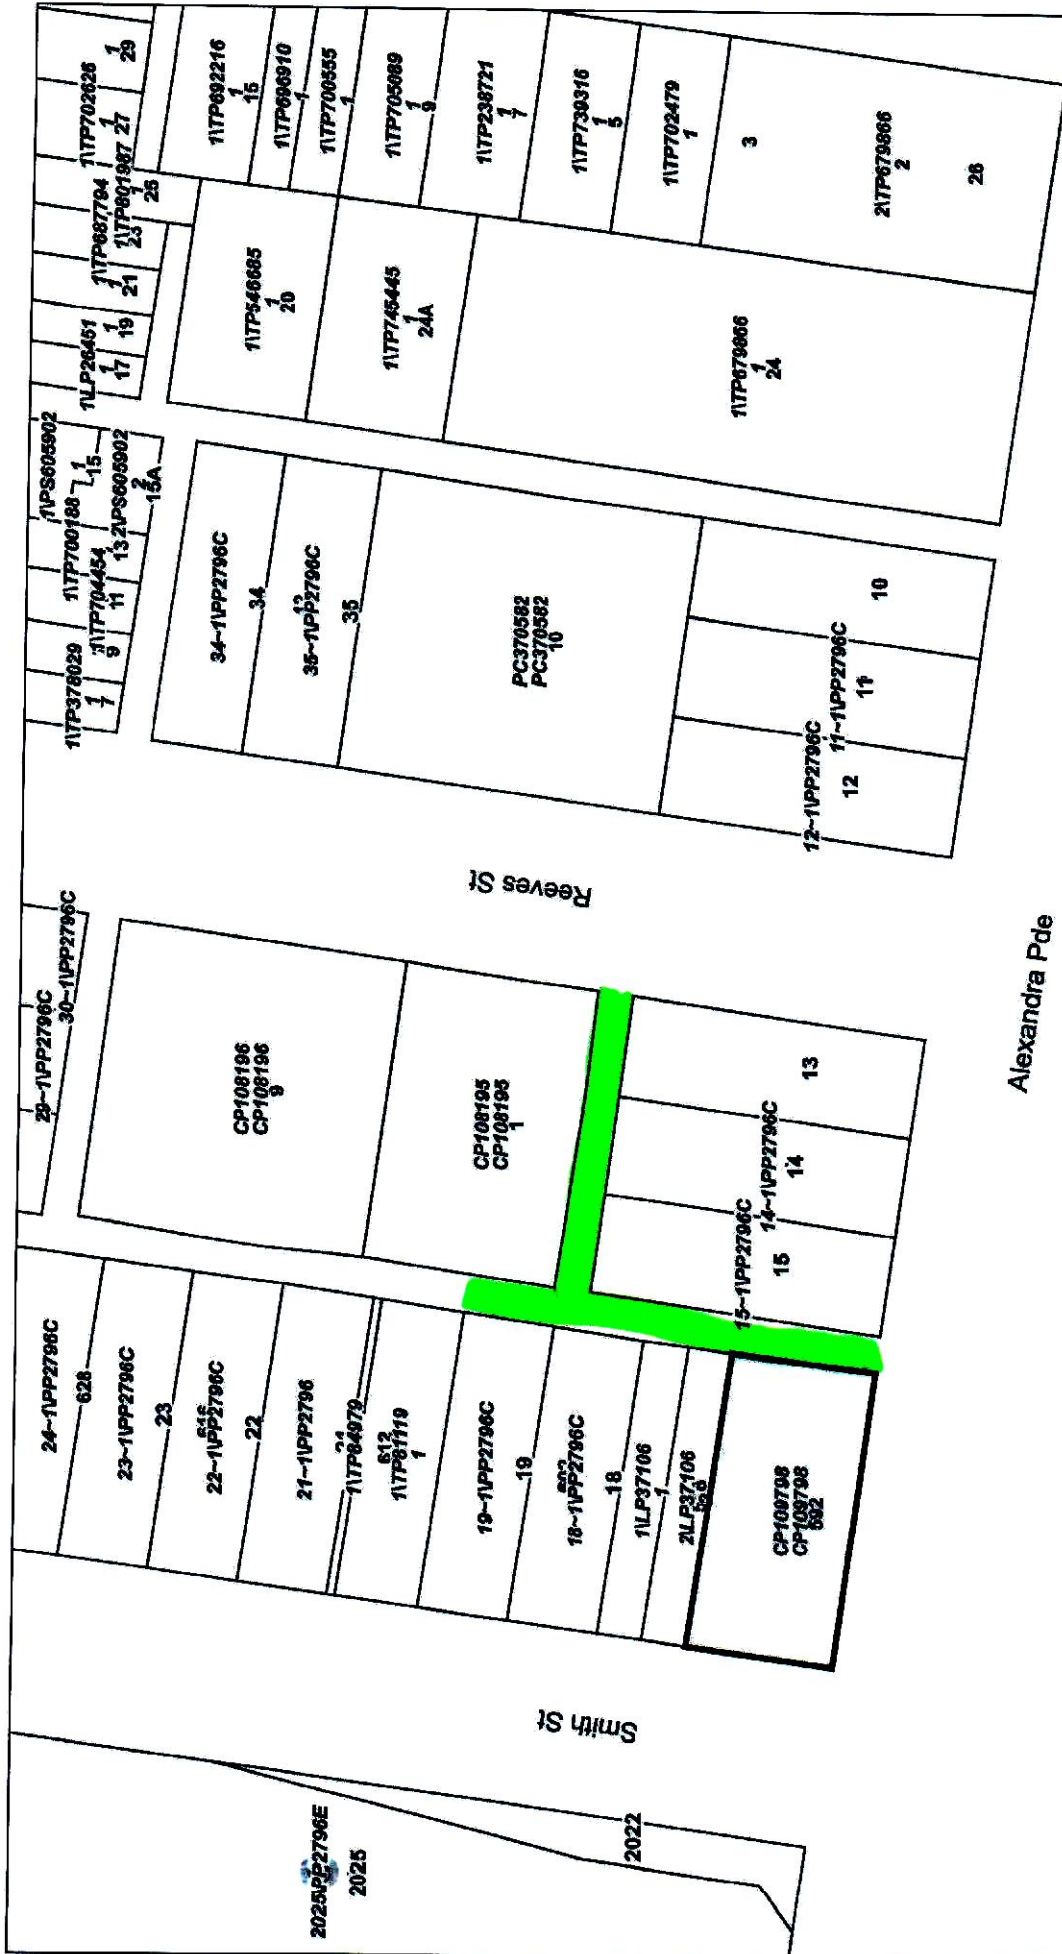 1\TP702626
1
29
1
27
1\TP801987
1
25
1\TP687794
1
23
1
21
1\LP26451
1
19
1
17
1\PS605902
1
15
2\PS605902
2
15A
1\TP700188
13
1\TP704454
11
9
1\TP378029
1
7
1\TP692216
1
15
1\TP696910
1
1\TP700555
1
1\TP705089
1
9
1\TP238721
1
7
1\TP739316
1
5
1\TP702479
1
3
2\TP679866
2
26
1\TP546685
1
20
1\TP745445
1
24A
1\TP679866
1
24
34~1\PP2796C
34
35~1\PP2796C
35
PC370582
PC370582
10
10
11~1\PP2796C
11
12~1\PP2796C
12
Reeves St
29~1\PP2796C
30~1\PP2796C
CP108196
CP108196
9
CP108195
CP108195
1
13
14~1\PP2796C
14
15~1\PP2796C
15
Alexandra Pde
24~1\PP2796C
628
23~1\PP2796C
23
22~1\PP2796C
22
21~1\PP2796
1\TP84979
612
1\TP81119
1
19~1\PP2796C
19
18~1\PP2796C
18
1\LP37106
1
2\LP37106
CP109798
CP109798
592
Smith St
2025\PP2796E
2025
2022